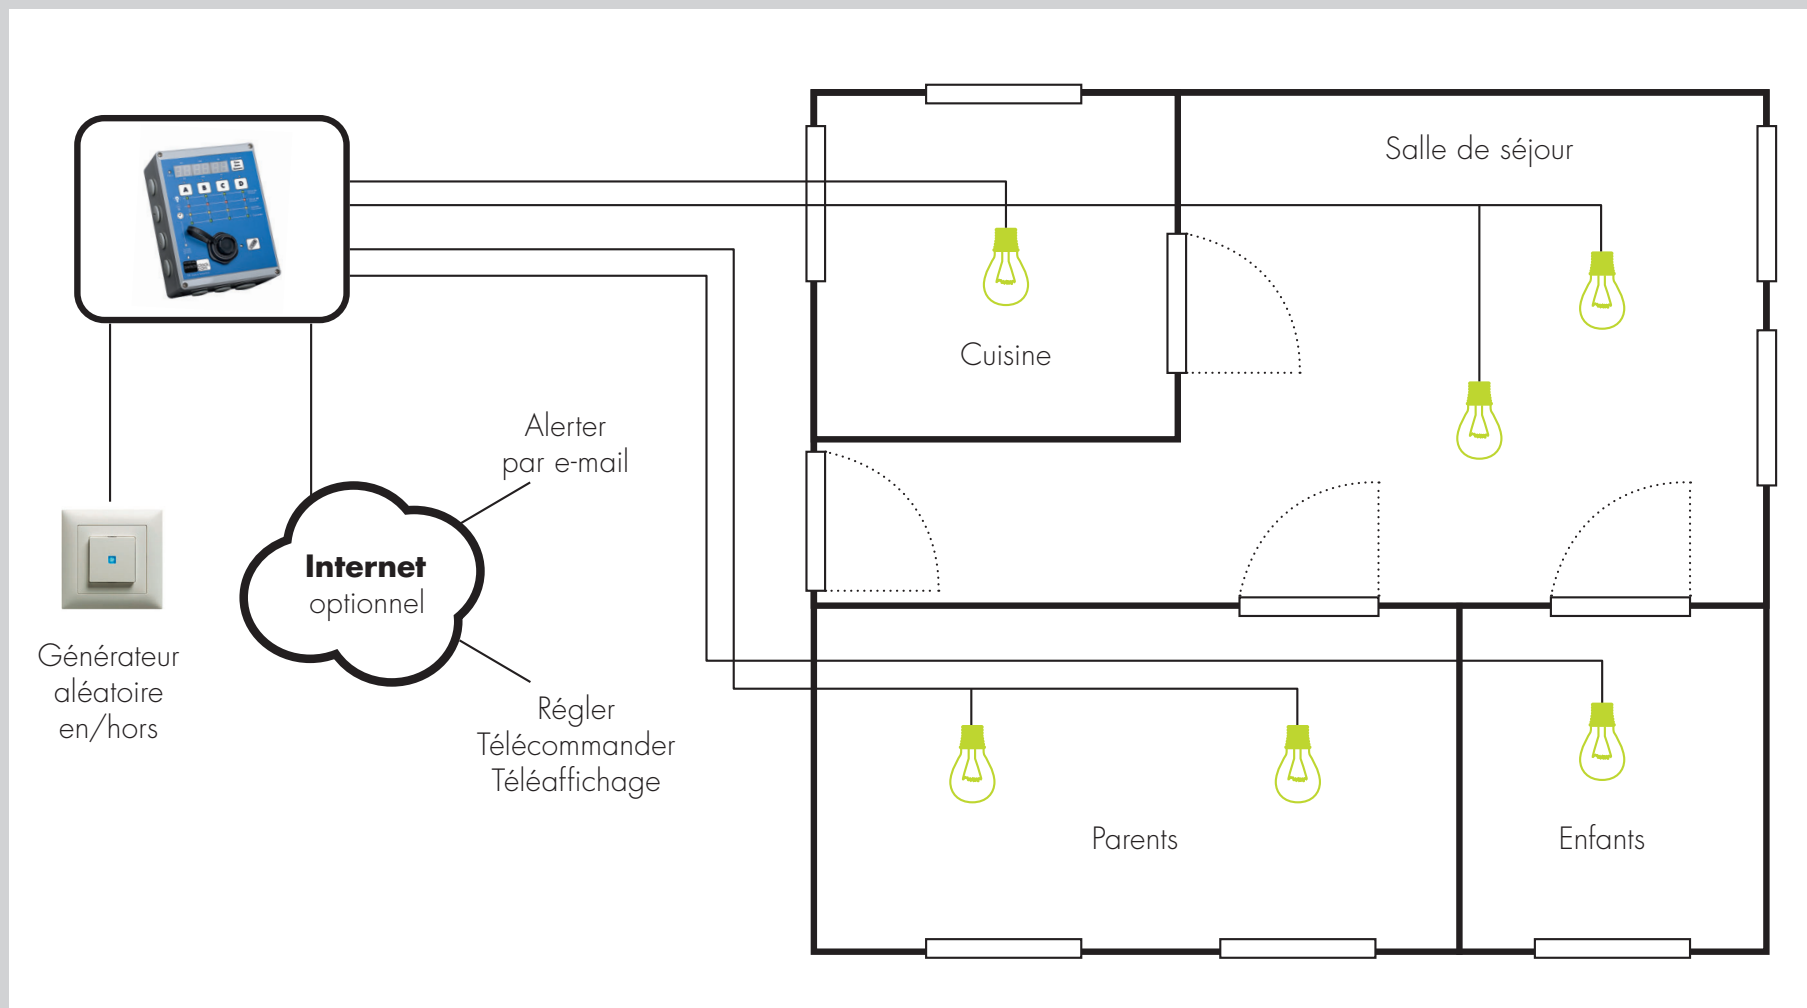 A B C D
Salle de séjour
Cuisine
Alerter
par e-mail
Internet
optionnel
Générateur
aléatoire
en/hors
Régler
Télécommander
Téléaffichage
Parents
Enfants